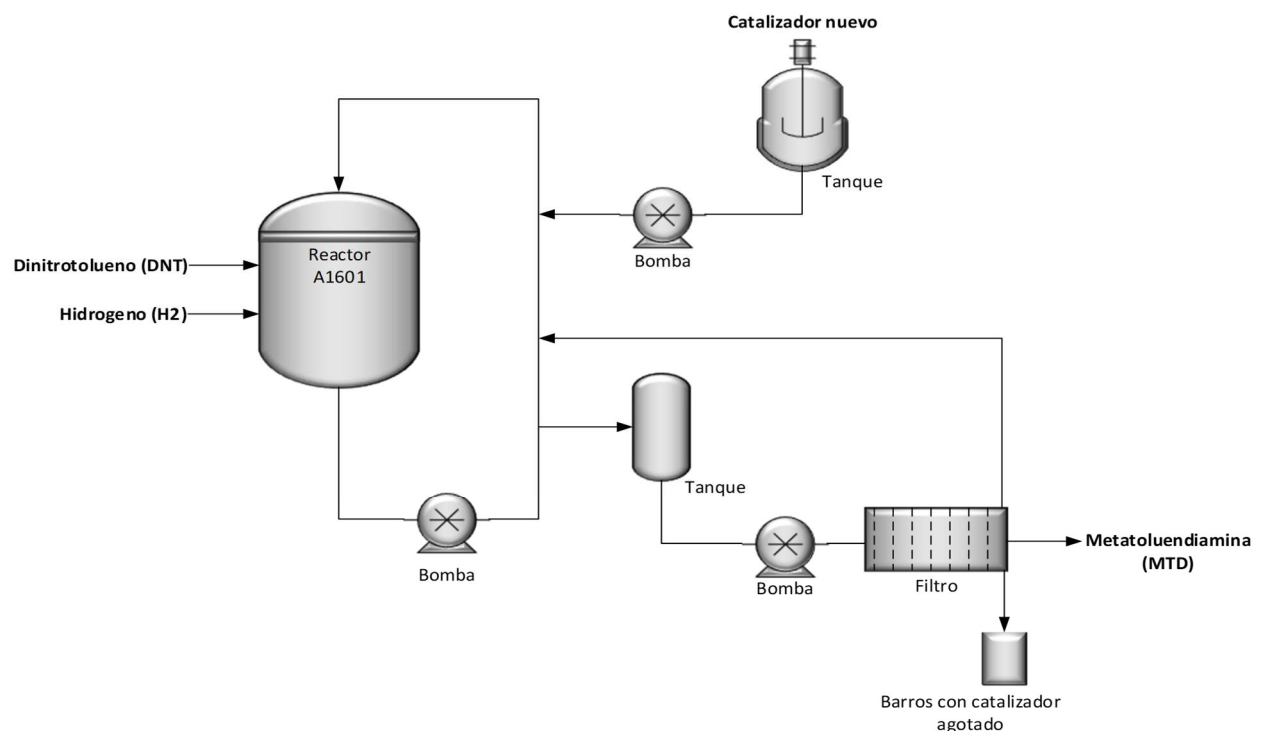 Catalizador nuevo
Tanque
Bomba
Reactor
A1601
Dinitrotolueno (DNT)
Hidrogeno (H2)
Tanque
Bomba
Bomba
Filtro
Metatoluendiamina
(MTD)
Barros con catalizador
agotado